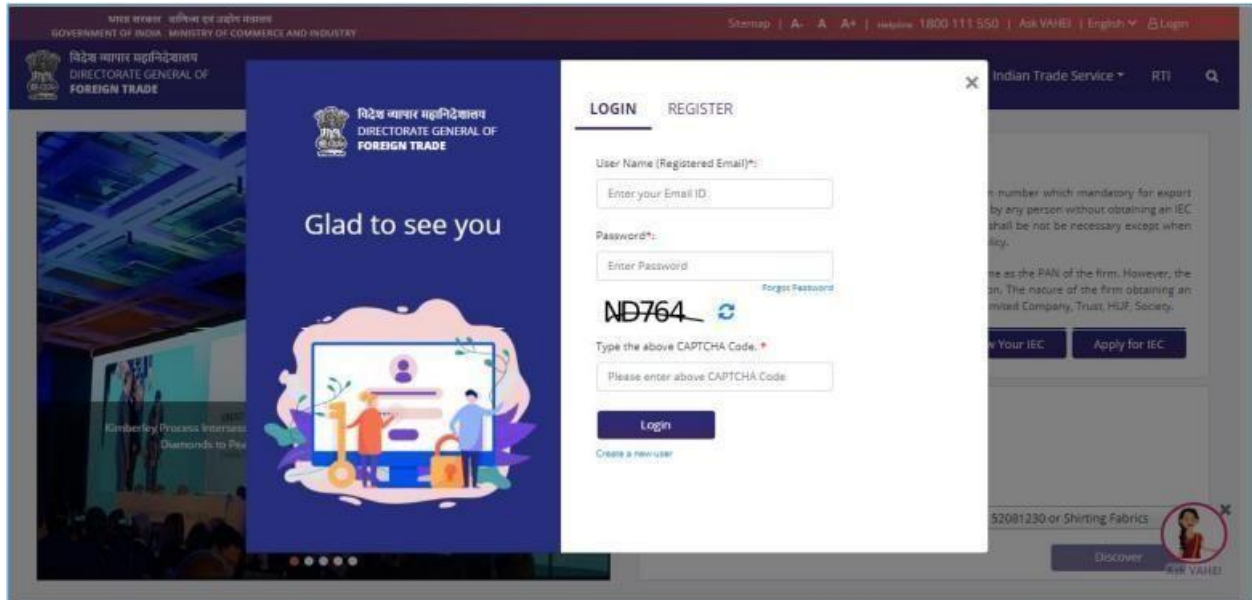 भारत सरकार वाणिज्य एवं उद्योग मंत्रालय
GOVERNMENT OF INDIA MINISTRY OF COMMERCE AND INDUSTRY
Sitemap | A- A A+ | Helpline 1800 111 550 | Ask VAHEI | English Login
विदेश व्यापार महानिदेशालय
DIRECTORATE GENERAL OF
FOREIGN TRADE
Indian Trade Service RTI
विदेश व्यापार महानिदेशालय
DIRECTORATE GENERAL OF
FOREIGN TRADE
Glad to see you
LOGIN REGISTER
×
User Name (Registered Email)*:
Enter your Email ID
Password*:
Enter Password
Forgot Password
ND764
Type the above CAPTCHA Code. *
Please enter above CAPTCHA Code
Login
Create a new user
number which mandatory for export
by any person without obtaining an IEC
shall be not be necessary except when
me as the PAN of the firm. However, the
The nature of the firm obtaining an
Limited Company, Trust, HUF, Society.
Your IEC
Apply for IEC
Kimberley Process
Diamonds to
52081230 or Shirting Fabrics
Discover
Ask VAHEI